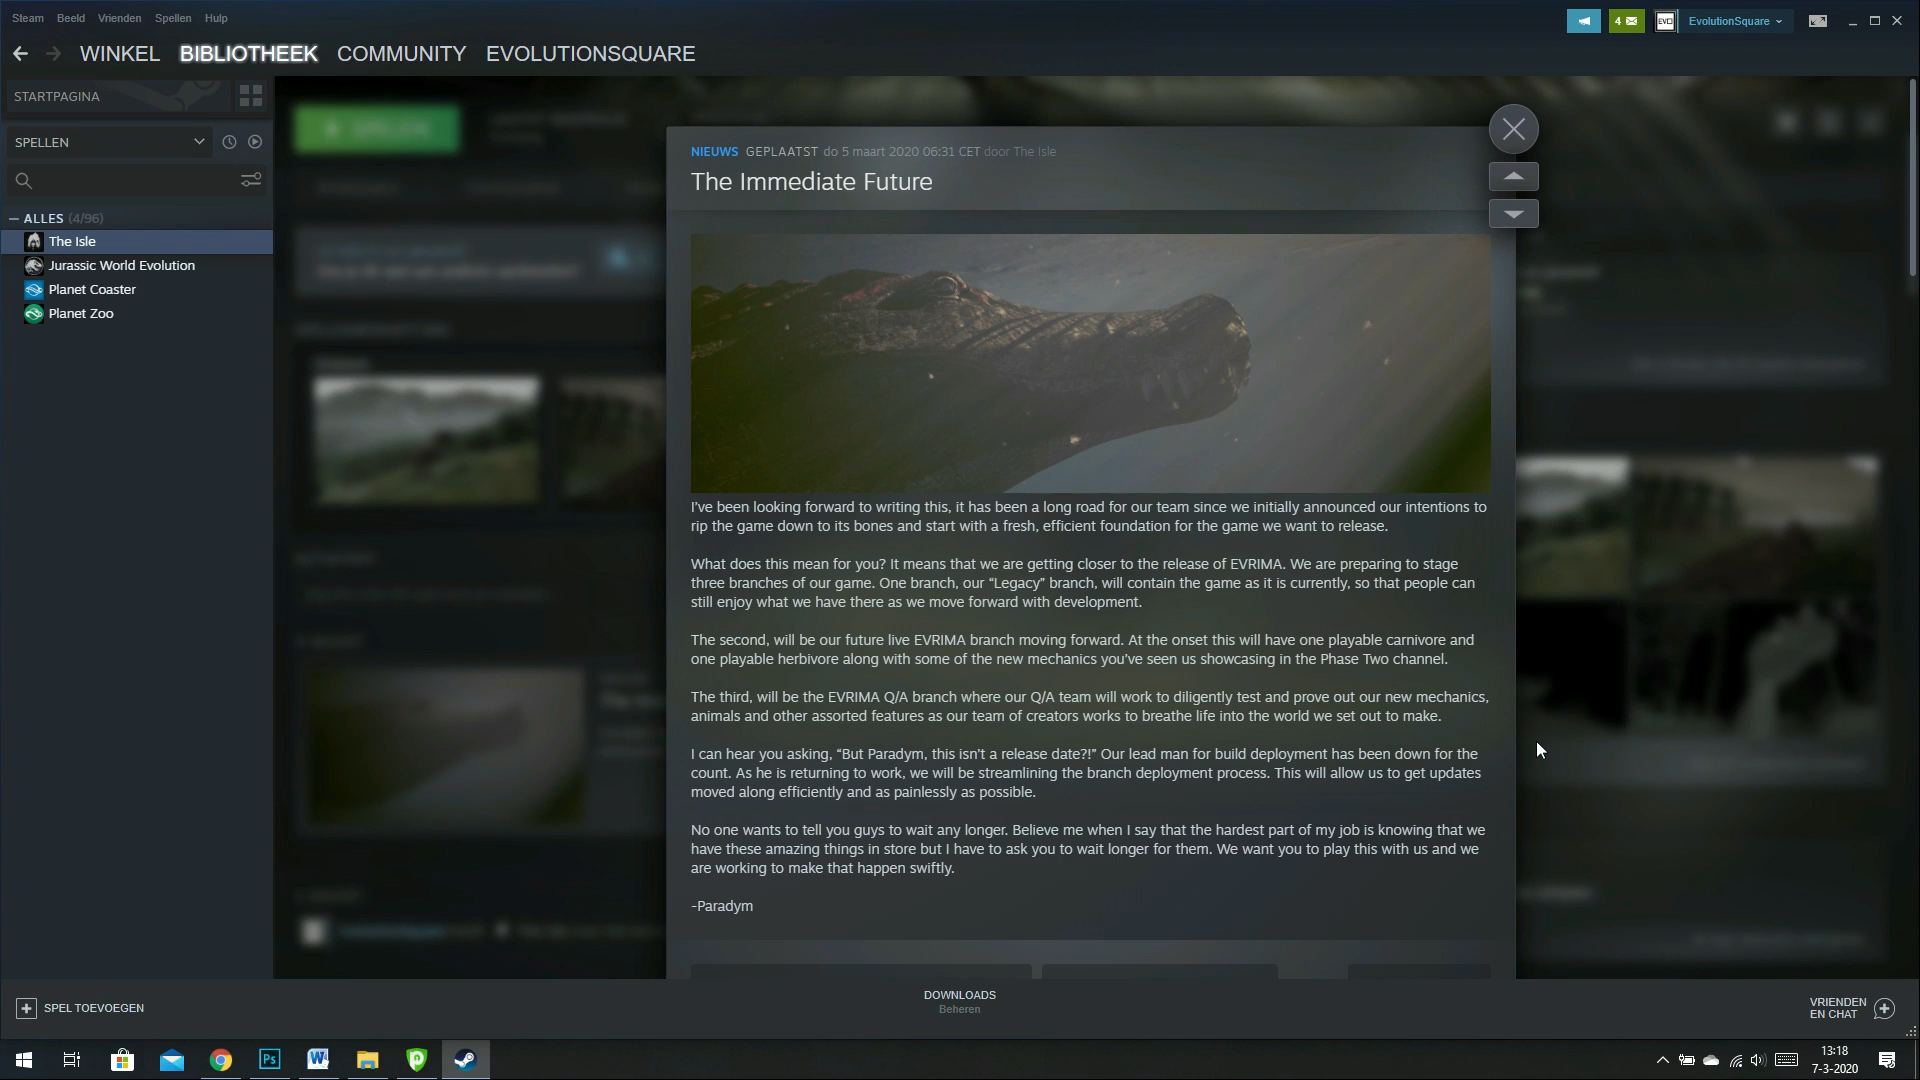 Steam Beeld Vrienden Spellen Hulp
4
EVO
EvolutionSquare
WINKEL BIBLIOTHEEK COMMUNITY EVOLUTIONSQUARE
STARTPAGINA
SPELLEN
ALLES (4/96)
The Isle
Jurassic World Evolution
Planet Coaster
Planet Zoo
NIEUWS GEPLAATST do 5 maart 2020 06:31 CET door The Isle
The Immediate Future
I've been looking forward to writing this, it has been a long road for our team since we initially announced our intentions to
rip the game down to its bones and start with a fresh, efficient foundation for the game we want to release.
What does this mean for you? It means that we are getting closer to the release of EVRIMA. We are preparing to stage
three branches of our game. One branch, our “Legacy” branch, will contain the game as it is currently, so that people can
still enjoy what we have there as we move forward with development.
The second, will be our future live EVRIMA branch moving forward. At the onset this will have one playable carnivore and
one playable herbivore along with some of the new mechanics you've seen us showcasing in the Phase Two channel.
The third, will be the EVRIMA Q/A branch where our Q/A team will work to diligently test and prove out our new mechanics,
animals and other assorted features as our team of creators works to breathe life into the world we set out to make.
I can hear you asking, “But Paradym, this isn't a release date?!” Our lead man for build deployment has been down for the
count. As he is returning to work, we will be streamlining the branch deployment process. This will allow us to get updates
moved along efficiently and as painlessly as possible.
No one wants to tell you guys to wait any longer. Believe me when I say that the hardest part of my job is knowing that we
have these amazing things in store but I have to ask you to wait longer for them. We want you to play this with us and we
are working to make that happen swiftly.
-Paradym
SPEL TOEVOEGEN
DOWNLOADS
Beheren
VRIENDEN
EN CHAT
Ps
13:18
7-3-2020